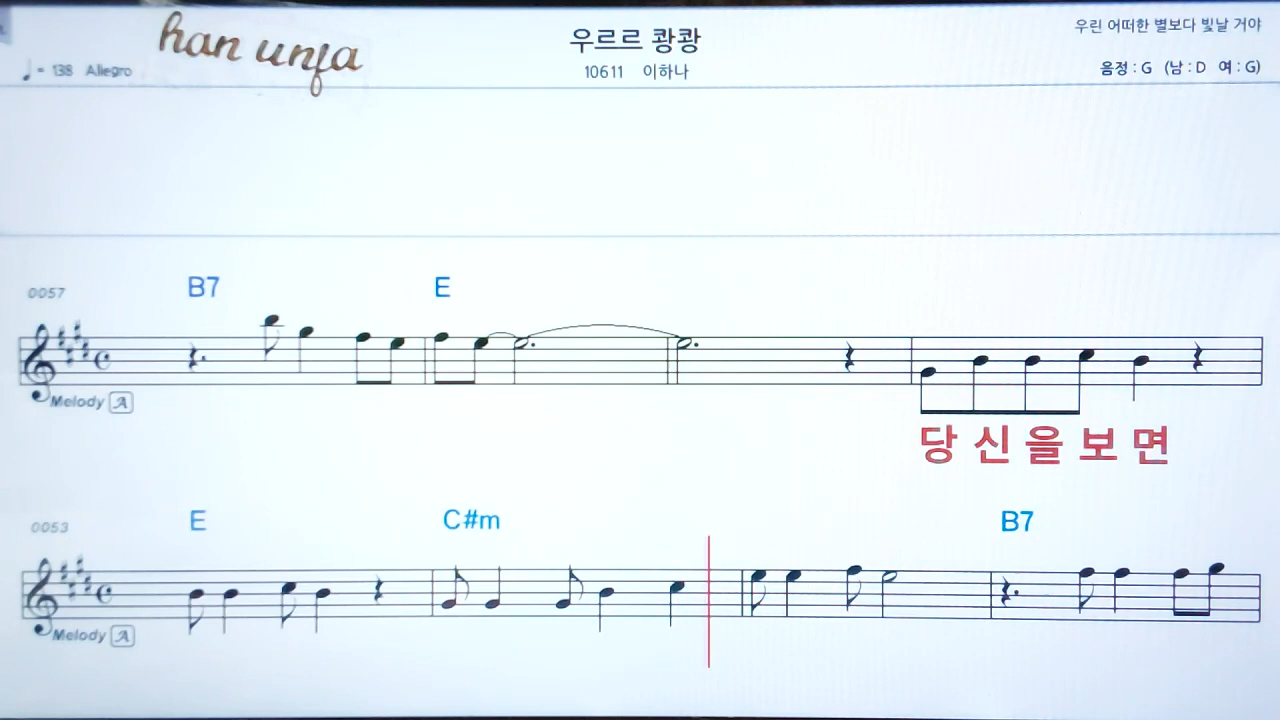 han unfa
우르르 쾅쾅
우린 어떠한 별보다 빛날 거야
♩= 138 Allegro
10611 이하나
음정 : G (남 : D 여 : G)
0057
B7 E
Melody A
당 신 을 보 면
0053
E C#m B7
Melody A